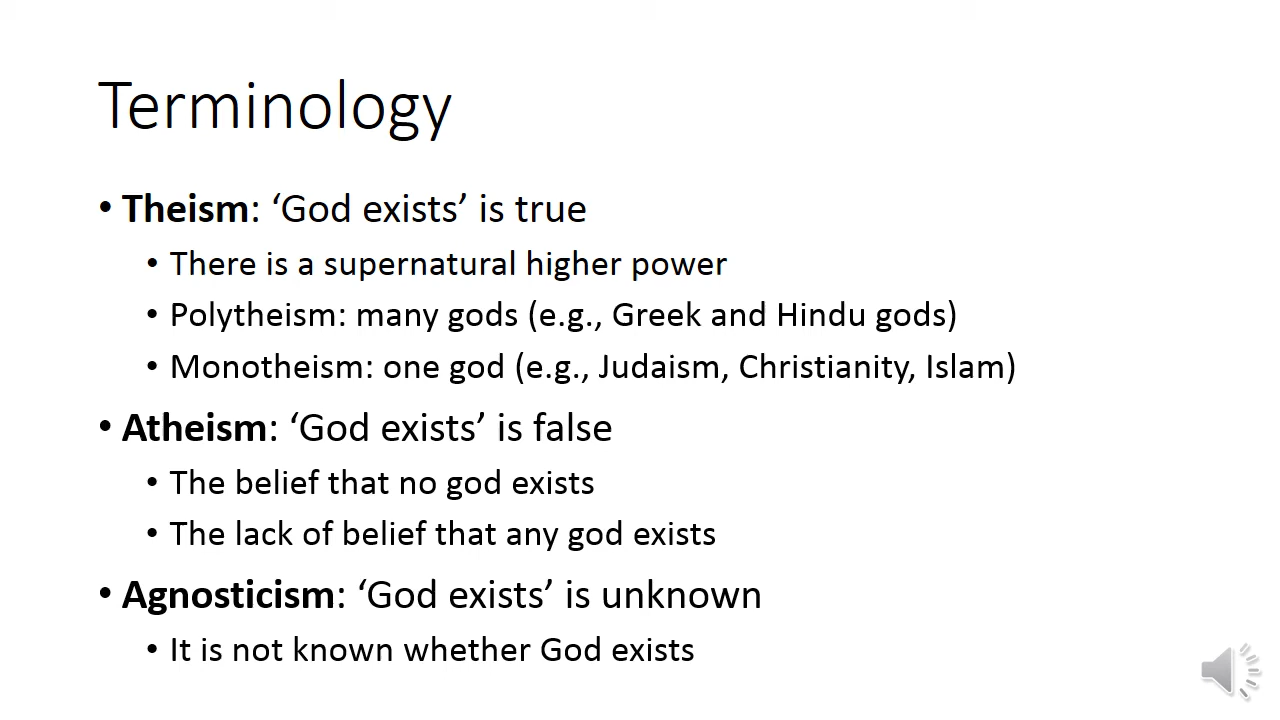 Terminology
• Theism: ‘God exists’ is true
• There is a supernatural higher power
• Polytheism: many gods (e.g., Greek and Hindu gods)
• Monotheism: one god (e.g., Judaism, Christianity, Islam)
• Atheism: ‘God exists’ is false
• The belief that no god exists
• The lack of belief that any god exists
• Agnosticism: ‘God exists’ is unknown
• It is not known whether God exists